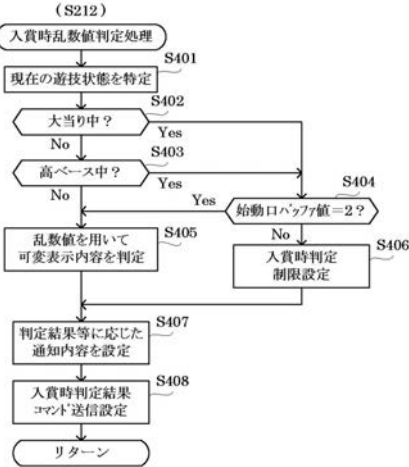 (S212)
入賞時乱数値判定処理
S401
現在の遊技状態を特定
S402
大当り中?
Yes
No
S403
高ベース中?
Yes
No
S404
始動口バッファ値=2?
Yes
No
S405
乱数値を用いて
可変表示内容を判定
S406
入賞時判定
制限設定
S407
判定結果等に応じた
通知内容を設定
S408
入賞時判定結果
コマンド送信設定
リターン